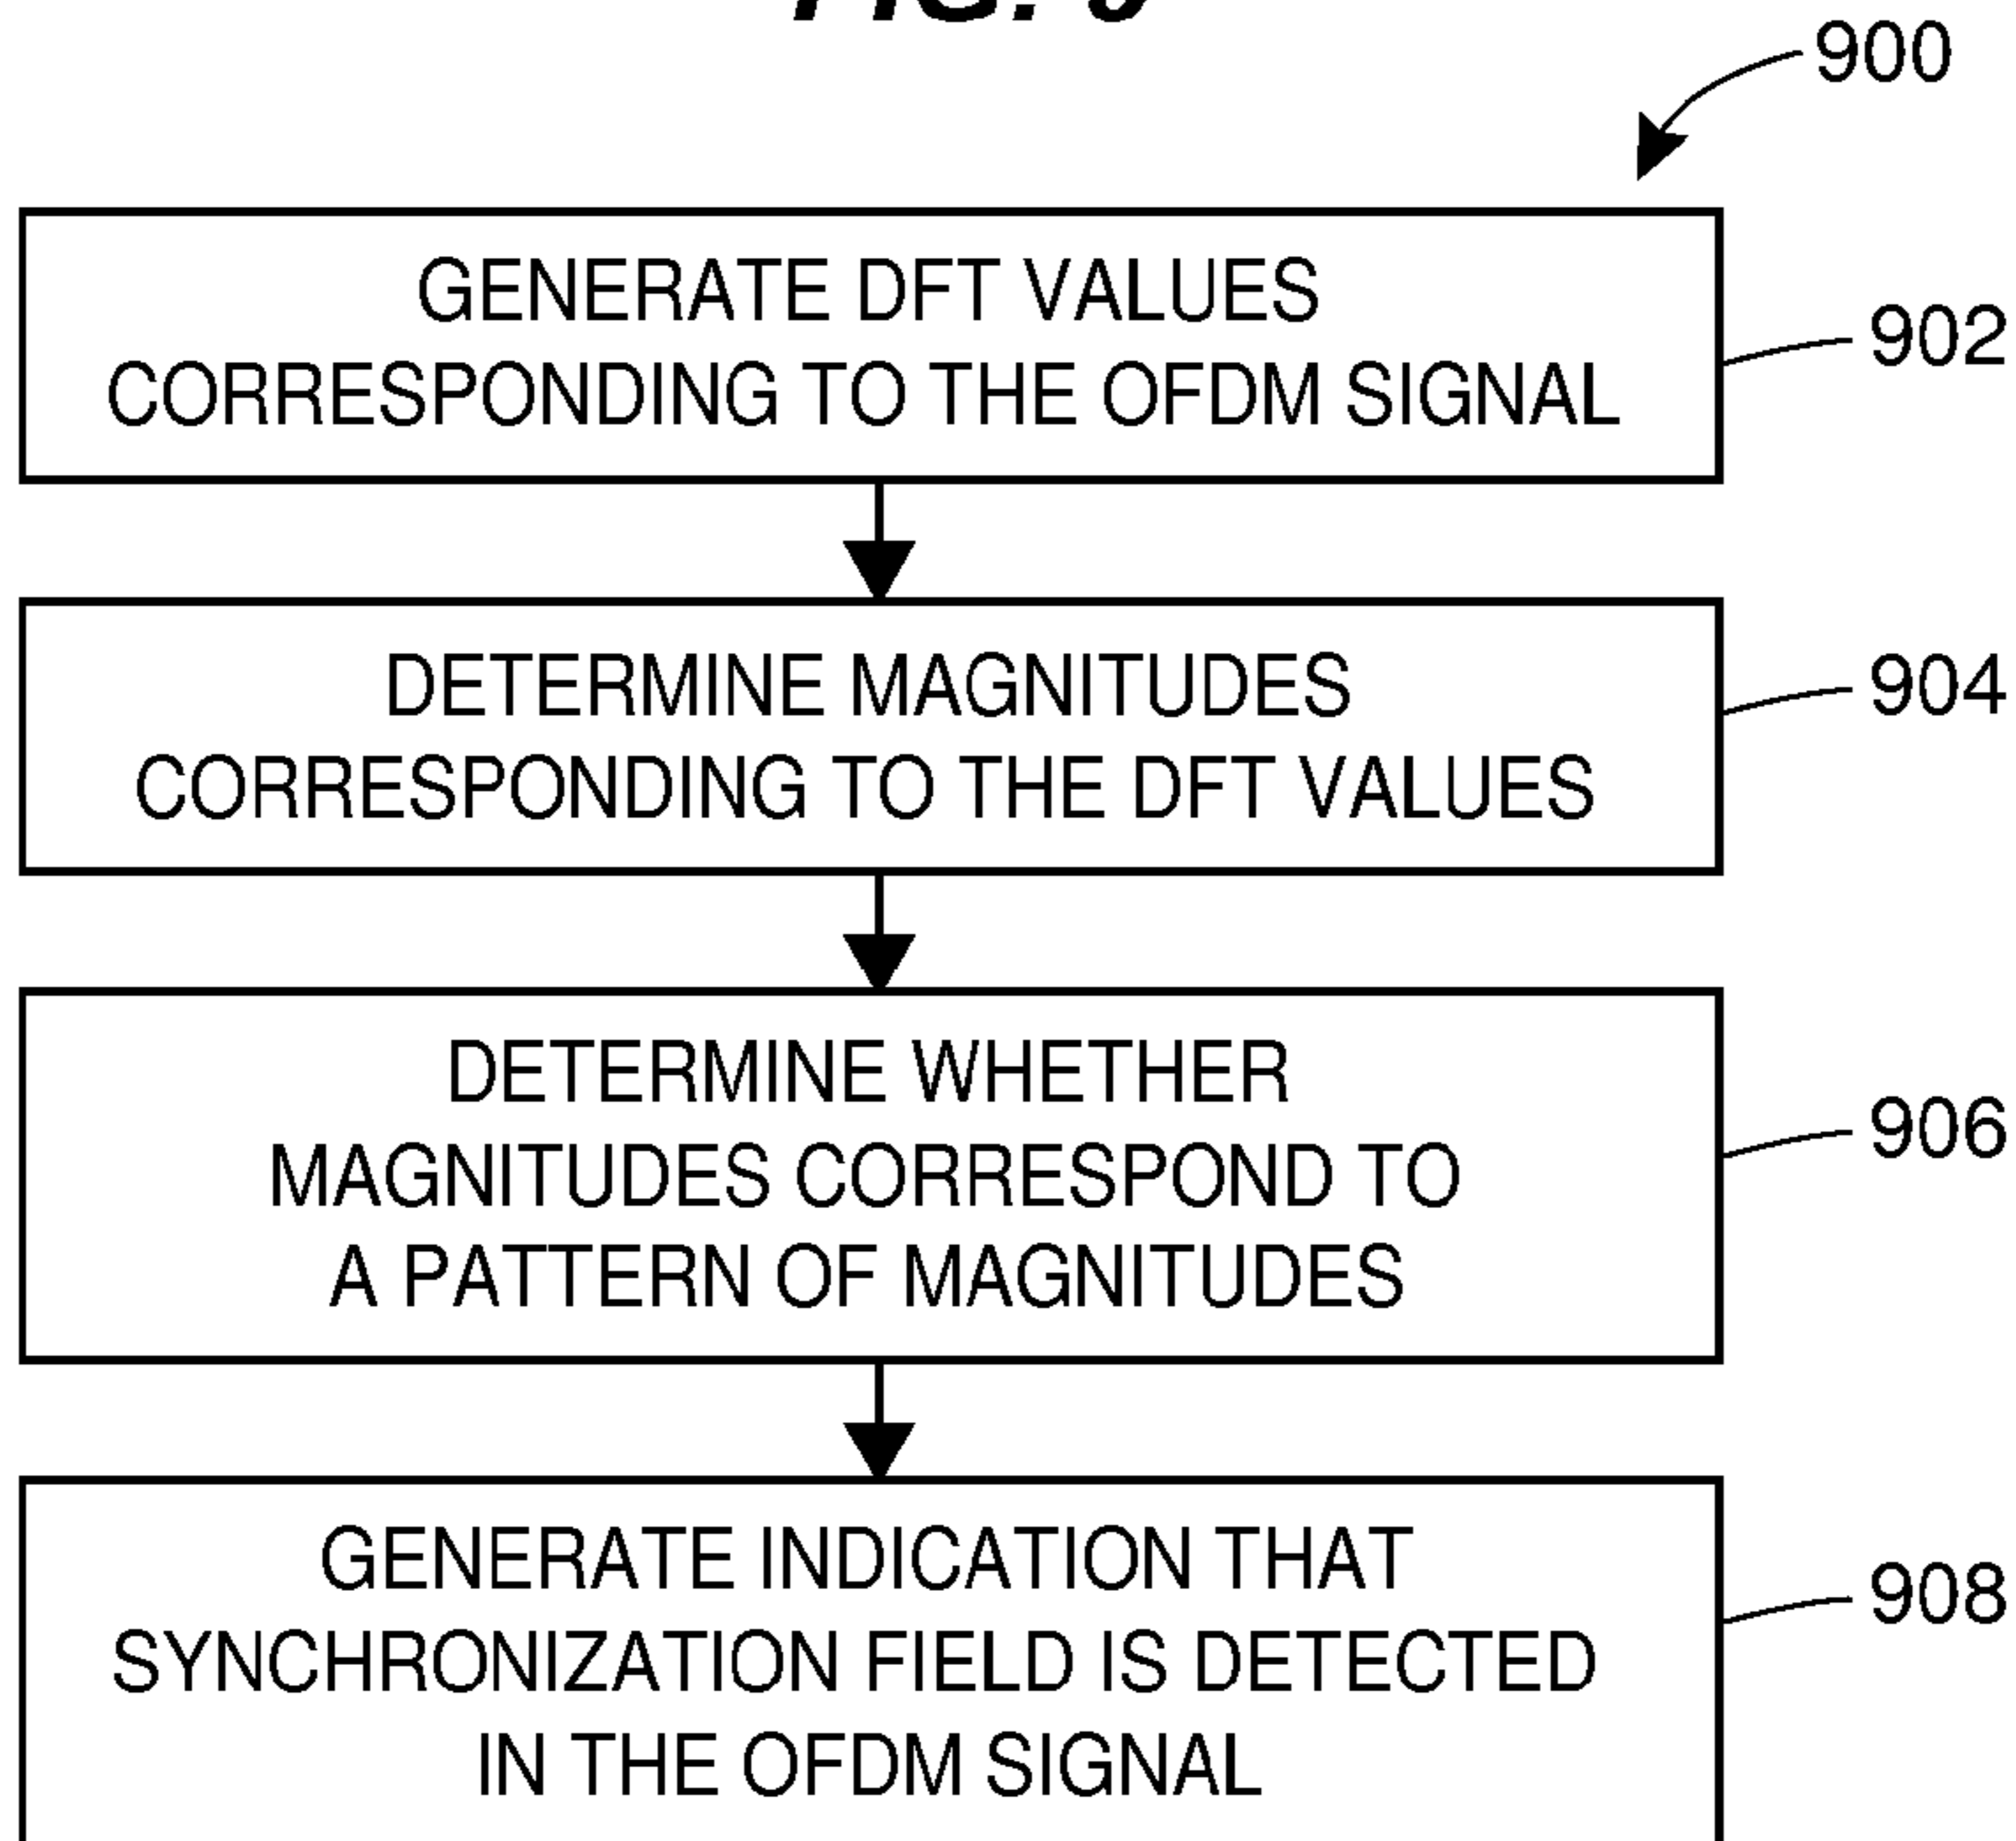 FIG. 9
900
GENERATE DFT VALUES
CORRESPONDING TO THE OFDM SIGNAL
902
DETERMINE MAGNITUDES
CORRESPONDING TO THE DFT VALUES
904
DETERMINE WHETHER
MAGNITUDES CORRESPOND TO
A PATTERN OF MAGNITUDES
906
GENERATE INDICATION THAT
SYNCHRONIZATION FIELD IS DETECTED
IN THE OFDM SIGNAL
908